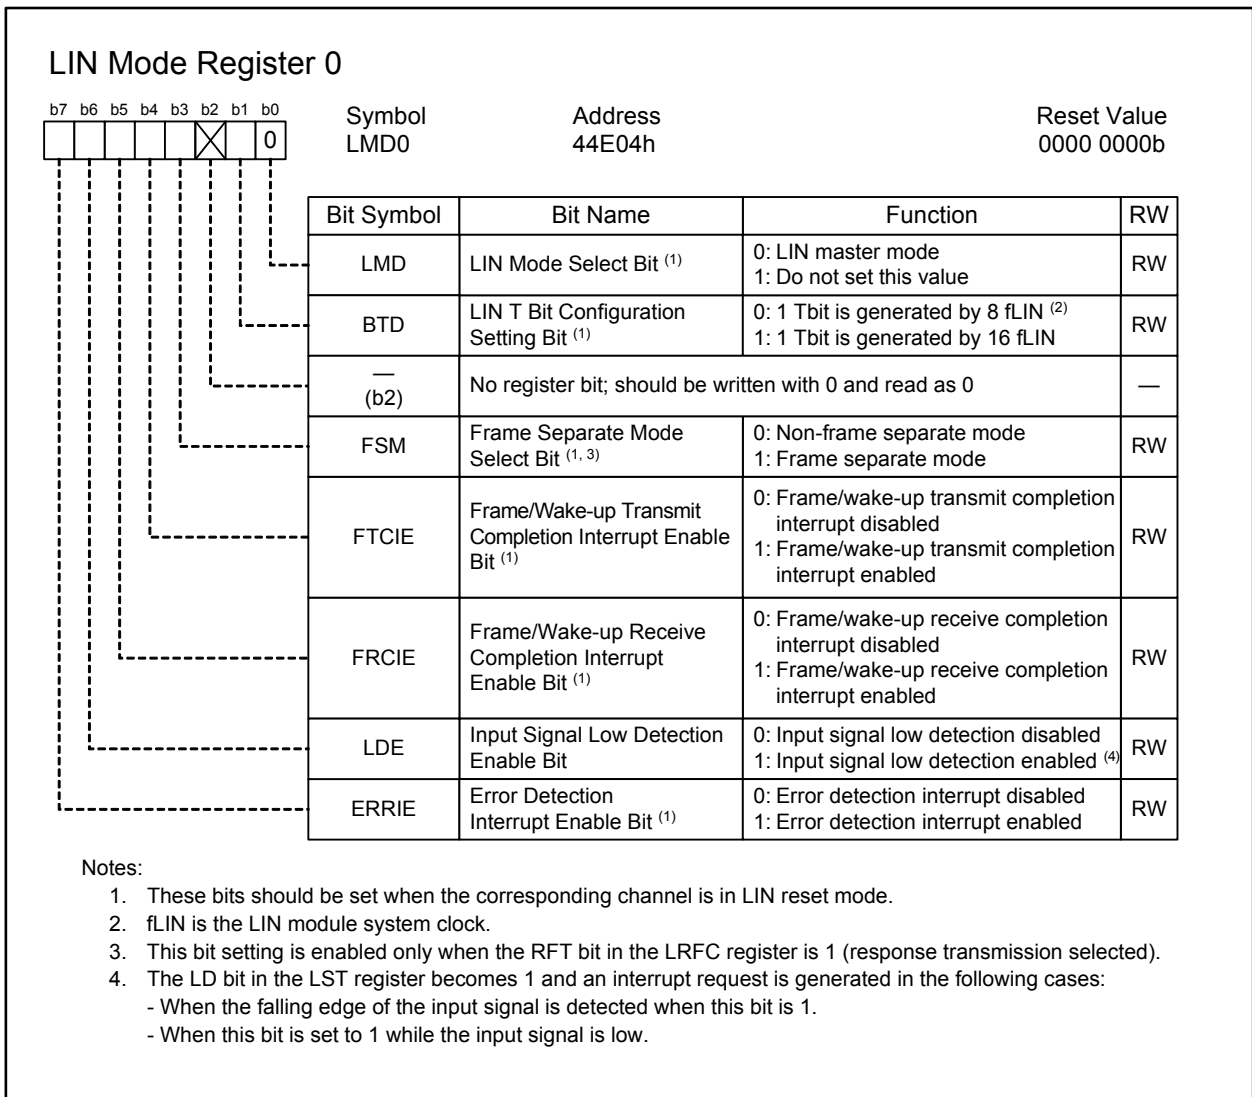 LIN Mode Register 0
b7 b6 b5 b4 b3 b2 b1 b0
0
Symbol Address Reset Value
LMD0 44E04h 0000 0000b
Bit Symbol Bit Name Function RW
LMD LIN Mode Select Bit (1) 0: LIN master mode
1: Do not set this value RW
BTD LIN T Bit Configuration
Setting Bit (1) 0: 1 Tbit is generated by 8 fLIN (2)
1: 1 Tbit is generated by 16 fLIN RW
—
(b2) No register bit; should be written with 0 and read as 0 —
FSM Frame Separate Mode
Select Bit (1, 3) 0: Non-frame separate mode
1: Frame separate mode RW
FTCIE Frame/Wake-up Transmit
Completion Interrupt Enable
Bit (1) 0: Frame/wake-up transmit completion
interrupt disabled
1: Frame/wake-up transmit completion
interrupt enabled RW
FRCIE Frame/Wake-up Receive
Completion Interrupt
Enable Bit (1) 0: Frame/wake-up receive completion
interrupt disabled
1: Frame/wake-up receive completion
interrupt enabled RW
LDE Input Signal Low Detection
Enable Bit 0: Input signal low detection disabled
1: Input signal low detection enabled (4) RW
ERRIE Error Detection
Interrupt Enable Bit (1) 0: Error detection interrupt disabled
1: Error detection interrupt enabled RW
Notes:
1. These bits should be set when the corresponding channel is in LIN reset mode.
2. fLIN is the LIN module system clock.
3. This bit setting is enabled only when the RFT bit in the LRFC register is 1 (response transmission selected).
4. The LD bit in the LST register becomes 1 and an interrupt request is generated in the following cases:
- When the falling edge of the input signal is detected when this bit is 1.
- When this bit is set to 1 while the input signal is low.